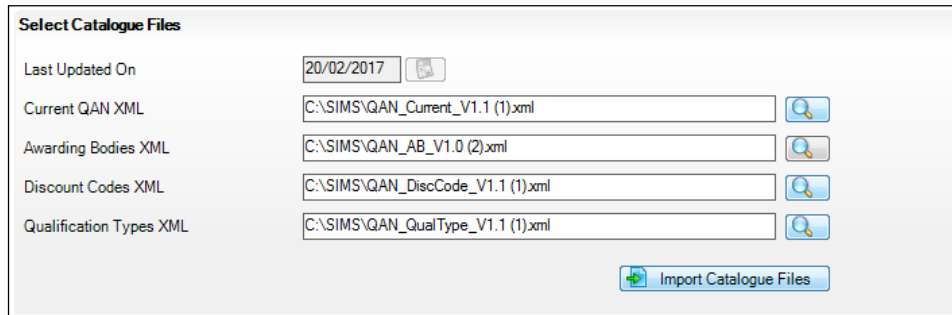 Select Catalogue Files
Last Updated On 20/02/2017
Current QAN XML C:\SIMS\QAN_Current_V1.1 (1).xml
Awarding Bodies XML C:\SIMS\QAN_AB_V1.0 (2).xml
Discount Codes XML C:\SIMS\QAN_DiscCode_V1.1 (1).xml
Qualification Types XML C:\SIMS\QAN_QualType_V1.1 (1).xml
Import Catalogue Files